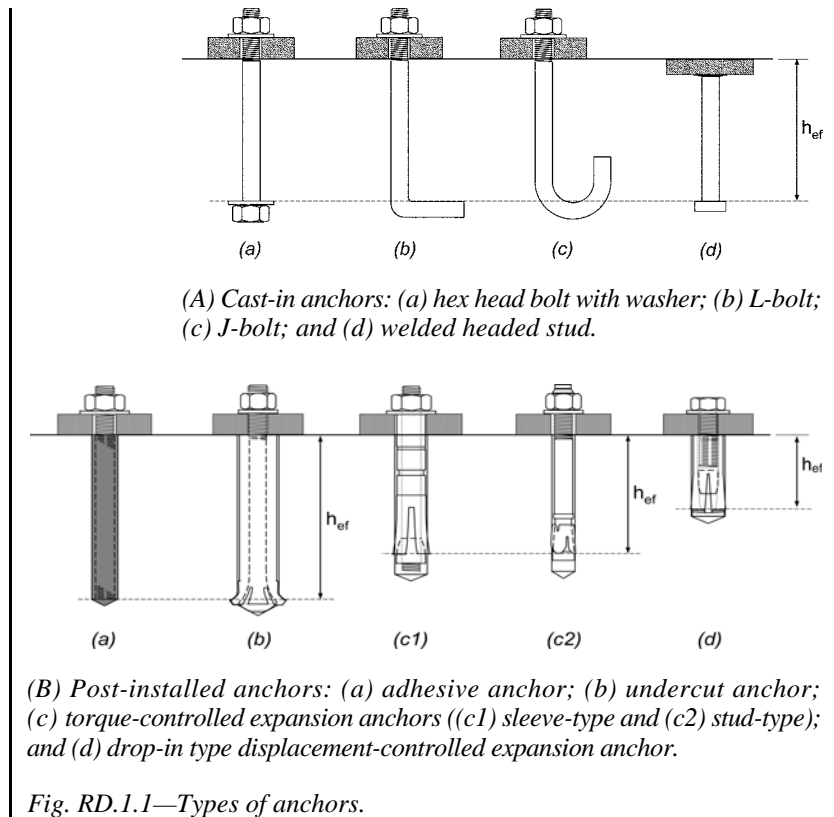 h_ef
(a) (b) (c) (d)
(A) Cast-in anchors: (a) hex head bolt with washer; (b) L-bolt;
(c) J-bolt; and (d) welded headed stud.
h_ef h_ef h_ef
(a) (b) (c1) (c2) (d)
(B) Post-installed anchors: (a) adhesive anchor; (b) undercut anchor;
(c) torque-controlled expansion anchors ((c1) sleeve-type and (c2) stud-type);
and (d) drop-in type displacement-controlled expansion anchor.
Fig. RD.1.1—Types of anchors.